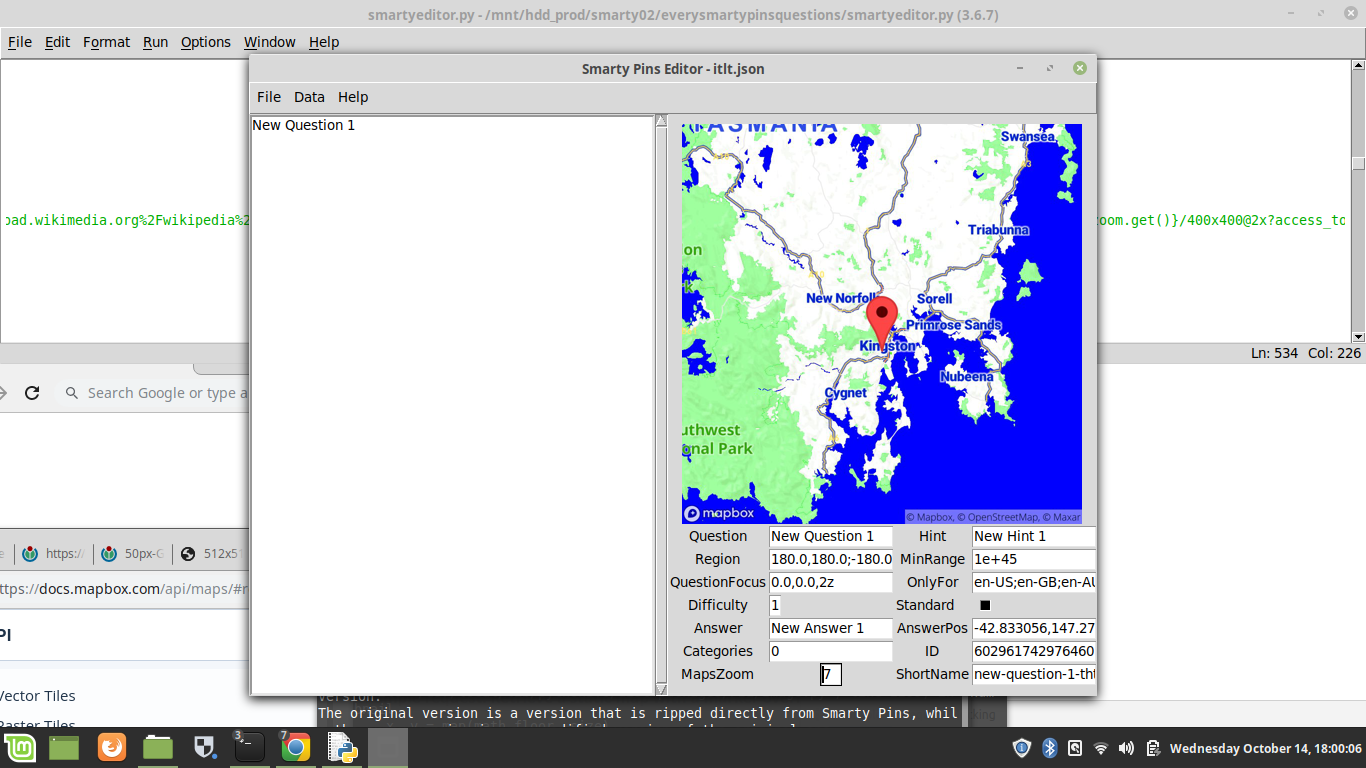 smartyeditor.py - /mnt/hdd_prod/smarty02/everysmartypinsquestions/smartyeditor.py (3.6.7)
File Edit Format Run Options Window Help
Smarty Pins Editor - itlt.json
File Data Help
New Question 1
TASMANIA
Swansea
3
Triabunna
on
New Norfolk
Sorell
Primrose Sands
Kingston
Nubeena
Cygnet
uthwest
onal Park
mapbox
© Mapbox, © OpenStreetMap, © Maxar
pad.wikimedia.org%2Fwikipedia%2
oom.get()}/400x400@2x?access_to
Ln: 534 Col: 226
Question New Question 1 Hint New Hint 1
Region 180.0,180.0;-180.0 MinRange 1e+45
QuestionFocus 0.0,0.0,2z OnlyFor en-US;en-GB;en-AU
Difficulty 1 Standard
Answer New Answer 1 AnswerPos -42.833056,147.27
Categories 0 ID 602961742976460
MapsZoom 7 ShortName new-question-1-tht
Search Google or type a
https:/ 50px-G 512x51
ttps://docs.mapbox.com/api/maps/#r
PI
Vector Tiles
Raster Tiles
version.
The original version is a version that is ripped directly from Smarty Pins, whil
king
3
7
Wednesday October 14, 18:00:06